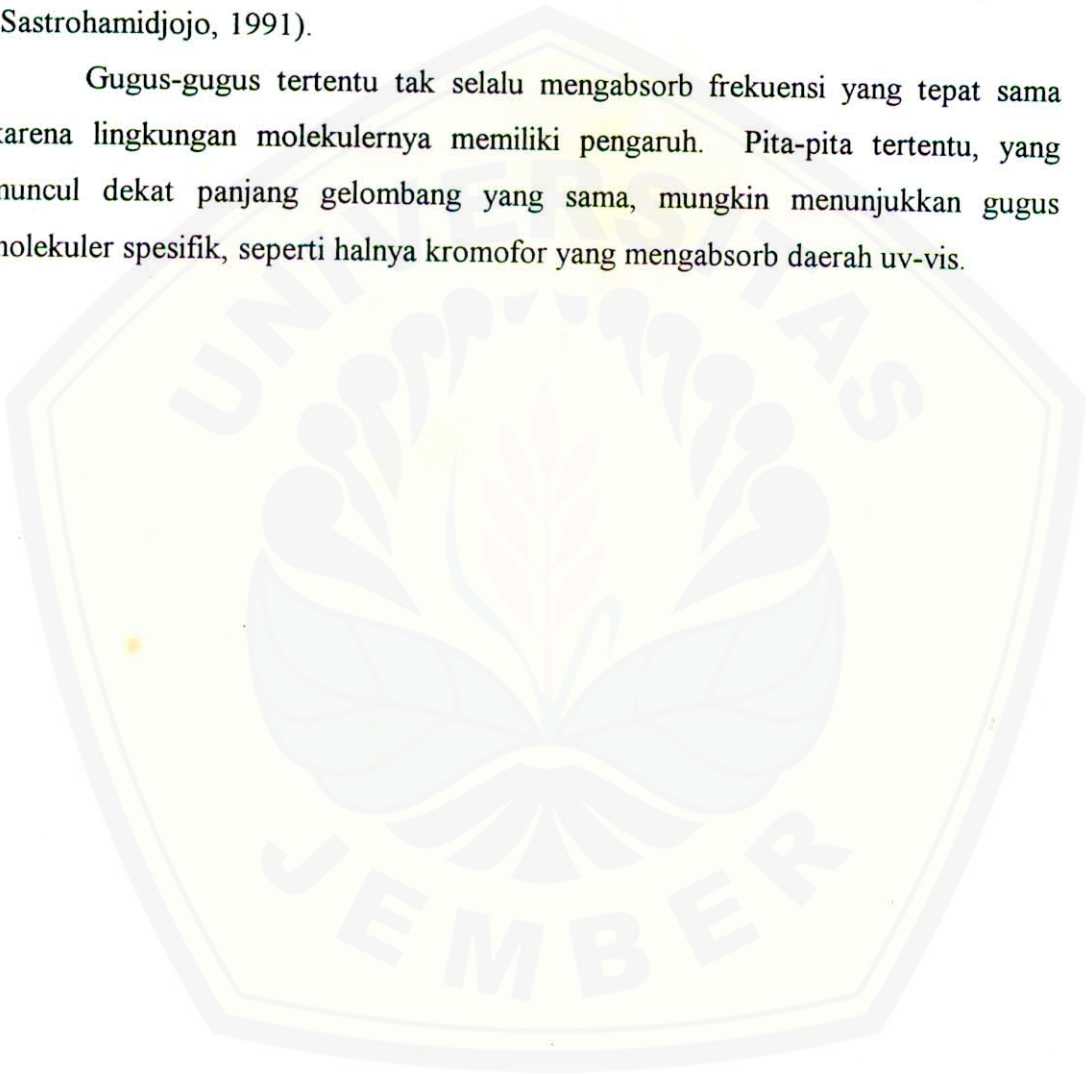 Sastrohamidjojo, 1991).
Gugus-gugus tertentu tak selalu mengabsorb frekuensi yang tepat sama
karena lingkungan molekulernya memiliki pengaruh. Pita-pita tertentu, yang
muncul dekat panjang gelombang yang sama, mungkin menunjukkan gugus
molekuler spesifik, seperti halnya kromofor yang mengabsorb daerah uv-vis.
UNIVERSITAS
JEMBER